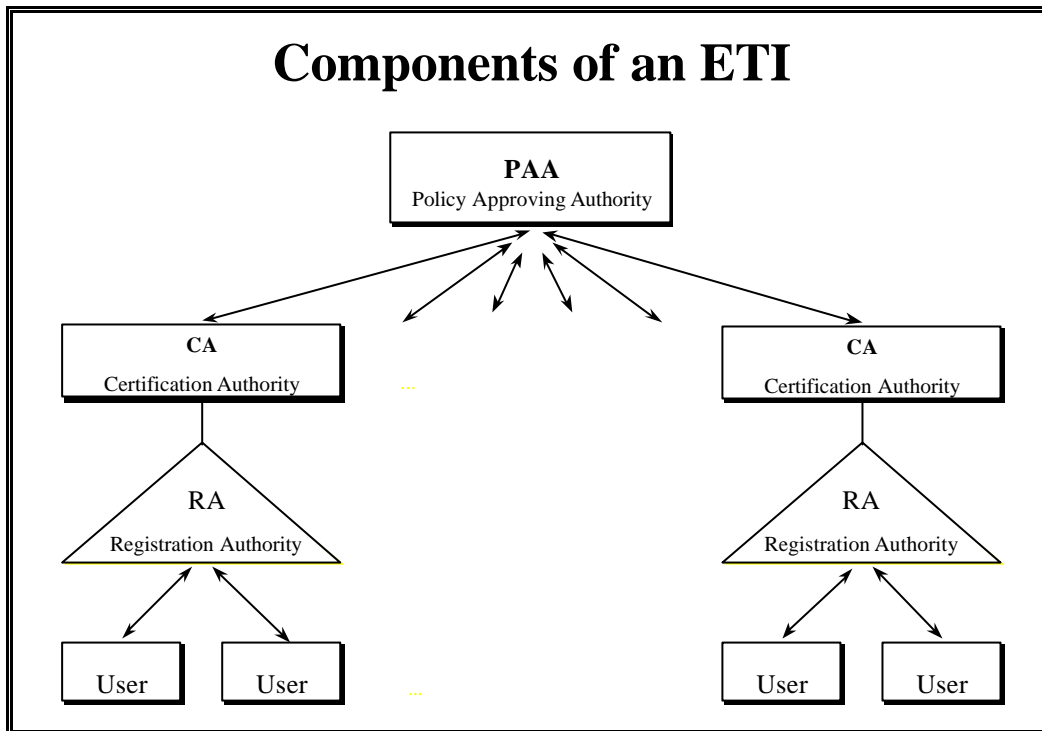 Components of an ETI
PAA
Policy Approving Authority
CA
Certification Authority
...
CA
Certification Authority
RA
Registration Authority
RA
Registration Authority
User
User
...
User
User